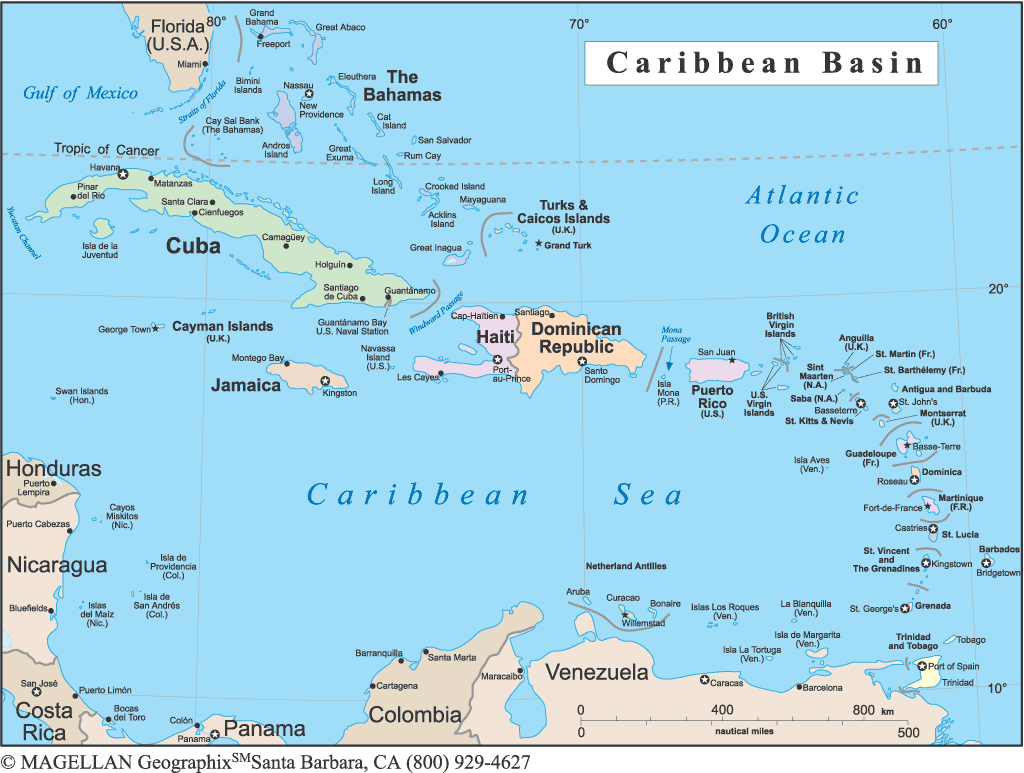 80°
70°
60°
Caribbean Basin
Florida
(U.S.A.)
Miami
Gulf of Mexico
Straits of Florida
Grand
Bahama
Freeport
Great Abaco
Bimini
Islands
Eleuthera
The
Bahamas
Nassau
New
Providence
Cay Sal Bank
(The Bahamas)
Andros
Island
Cat
Island
San Salvador
Great
Exuma
Rum Cay
Tropic of Cancer
Long
Island
Crooked Island
Mayaguana
Acklins
Island
Great Inagua
Turks &
Caicos Islands
(U.K.)
Grand Turk
Atlantic
Ocean
Havana
Matanzas
Pinar
del Rio
Santa Clara
Cienfuegos
Yucatan Channel
Isla de la
Juventud
Cuba
Camagüey
Holguín
Santiago
de Cuba
Guantánamo
Guantánamo Bay
U.S. Naval Station
Windward Passage
20°
George Town
Cayman Islands
(U.K.)
Montego Bay
Jamaica
Kingston
Navassa
Island
(U.S.)
Cap-Haïtien
Haiti
Port-
au-Prince
Les Cayes
Santiago
Dominican
Republic
Santo
Domingo
Mona
Passage
Isla
Mona
(P.R.)
San Juan
Puerto
Rico
(U.S.)
British
Virgin
Islands
U.S.
Virgin
Islands
Anguilla
(U.K.)
St. Martin (Fr.)
Sint
Maarten
(N.A.)
St. Barthélemy (Fr.)
Saba (N.A.)
Antigua and Barbuda
St. John's
Basseterre
St. Kitts & Nevis
Montserrat
(U.K.)
Swan Islands
(Hon.)
Guadeloupe
(Fr.)
Basse-Terre
Isla Aves
(Ven.)
Dominica
Roseau
Martinique
(F.R.)
Fort-de-France
Castries
St. Lucia
Caribbean Sea
Honduras
Puerto
Lempira
Puerto Cabezas
Cayos
Miskitos
(Nic.)
Nicaragua
Isla de
Providencia
(Col.)
Isla de
San Andrés
(Col.)
Bluefields
Islas
del Maíz
(Nic.)
St. Vincent
and
The Grenadines
Kingstown
Barbados
Bridgetown
Netherland Antilles
Aruba
Curacao
Bonaire
Willemstad
Islas Los Roques
(Ven.)
La Blanquilla
(Ven.)
St. George's
Grenada
Isla de Margarita
(Ven.)
Isla La Tortuga
(Ven.)
Trinidad
and Tobago
Tobago
Port of Spain
Trinidad
Barranquilla
Santa Marta
Cartagena
Colombia
Maracaibo
Venezuela
Caracas
Barcelona
10°
San José
Costa
Rica
Puerto Limón
Bocas
del Toro
Colón
Panama
Panama
0 400 800 km
nautical miles
0 500
© MAGELLAN Geographix℠Santa Barbara, CA (800) 929-4627